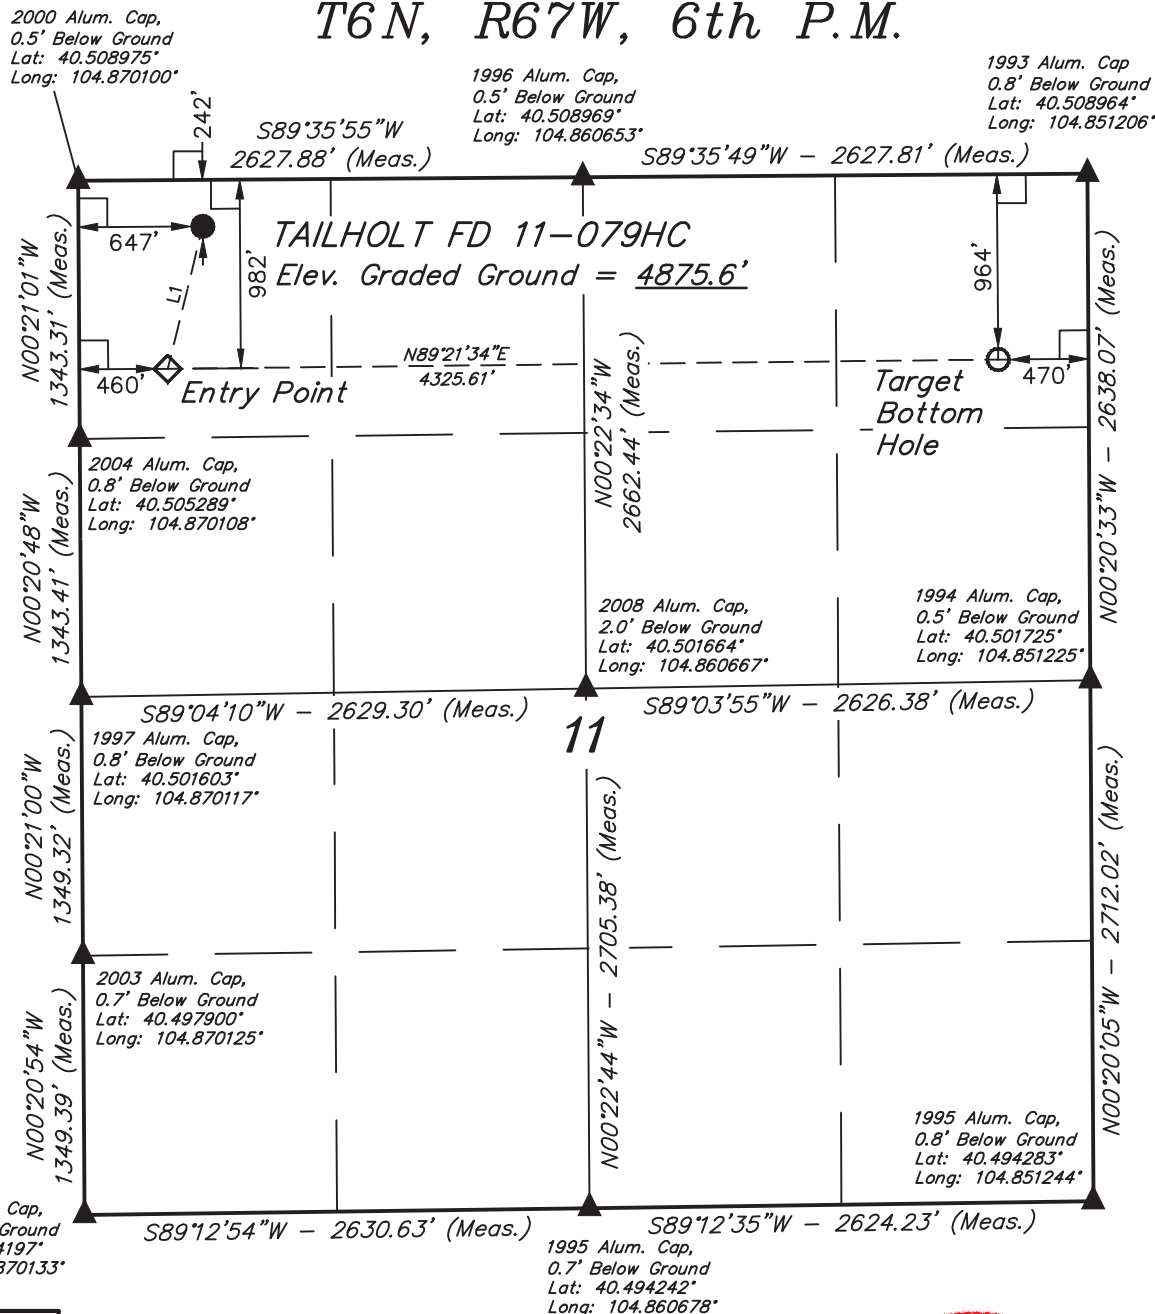 T6N, R67W, 6th P.M.
2000 Alum. Cap,
0.5' Below Ground
Lat: 40.508975°
Long: 104.870100°
1996 Alum. Cap,
0.5' Below Ground
Lat: 40.508969°
Long: 104.860653°
1993 Alum. Cap
0.8' Below Ground
Lat: 40.508964°
Long: 104.851206°
242'
S89°35'55"W
2627.88' (Meas.)
S89°35'49"W - 2627.81' (Meas.)
647'
982'
964'
TAILHOLT FD 11-079HC
Elev. Graded Ground = 4875.6'
N00°21'01"W
1343.31' (Meas.)
L1
460'
Entry Point
N89°21'34"E
4325.61'
N00°22'34"W
2662.44' (Meas.)
Target
Bottom
Hole
470'
N00°20'33"W - 2638.07' (Meas.)
2004 Alum. Cap,
0.8' Below Ground
Lat: 40.505289°
Long: 104.870108°
N00°20'48"W
1343.41' (Meas.)
2008 Alum. Cap,
2.0' Below Ground
Lat: 40.501664°
Long: 104.860667°
1994 Alum. Cap,
0.5' Below Ground
Lat: 40.501725°
Long: 104.851225°
S89°04'10"W - 2629.30' (Meas.)
S89°03'55"W - 2626.38' (Meas.)
11
1997 Alum. Cap,
0.8' Below Ground
Lat: 40.501603°
Long: 104.870117°
N00°21'00"W
1349.32' (Meas.)
N00°22'44"W - 2705.38' (Meas.)
N00°20'05"W - 2712.02' (Meas.)
2003 Alum. Cap,
0.7' Below Ground
Lat: 40.497900°
Long: 104.870125°
N00°20'54"W
1349.39' (Meas.)
1995 Alum. Cap,
0.8' Below Ground
Lat: 40.494283°
Long: 104.851244°
Cap,
Ground
4197°
870133°
S89°12'54"W - 2630.63' (Meas.)
S89°12'35"W - 2624.23' (Meas.)
1995 Alum. Cap,
0.7' Below Ground
Lat: 40.494242°
Long: 104.860678°